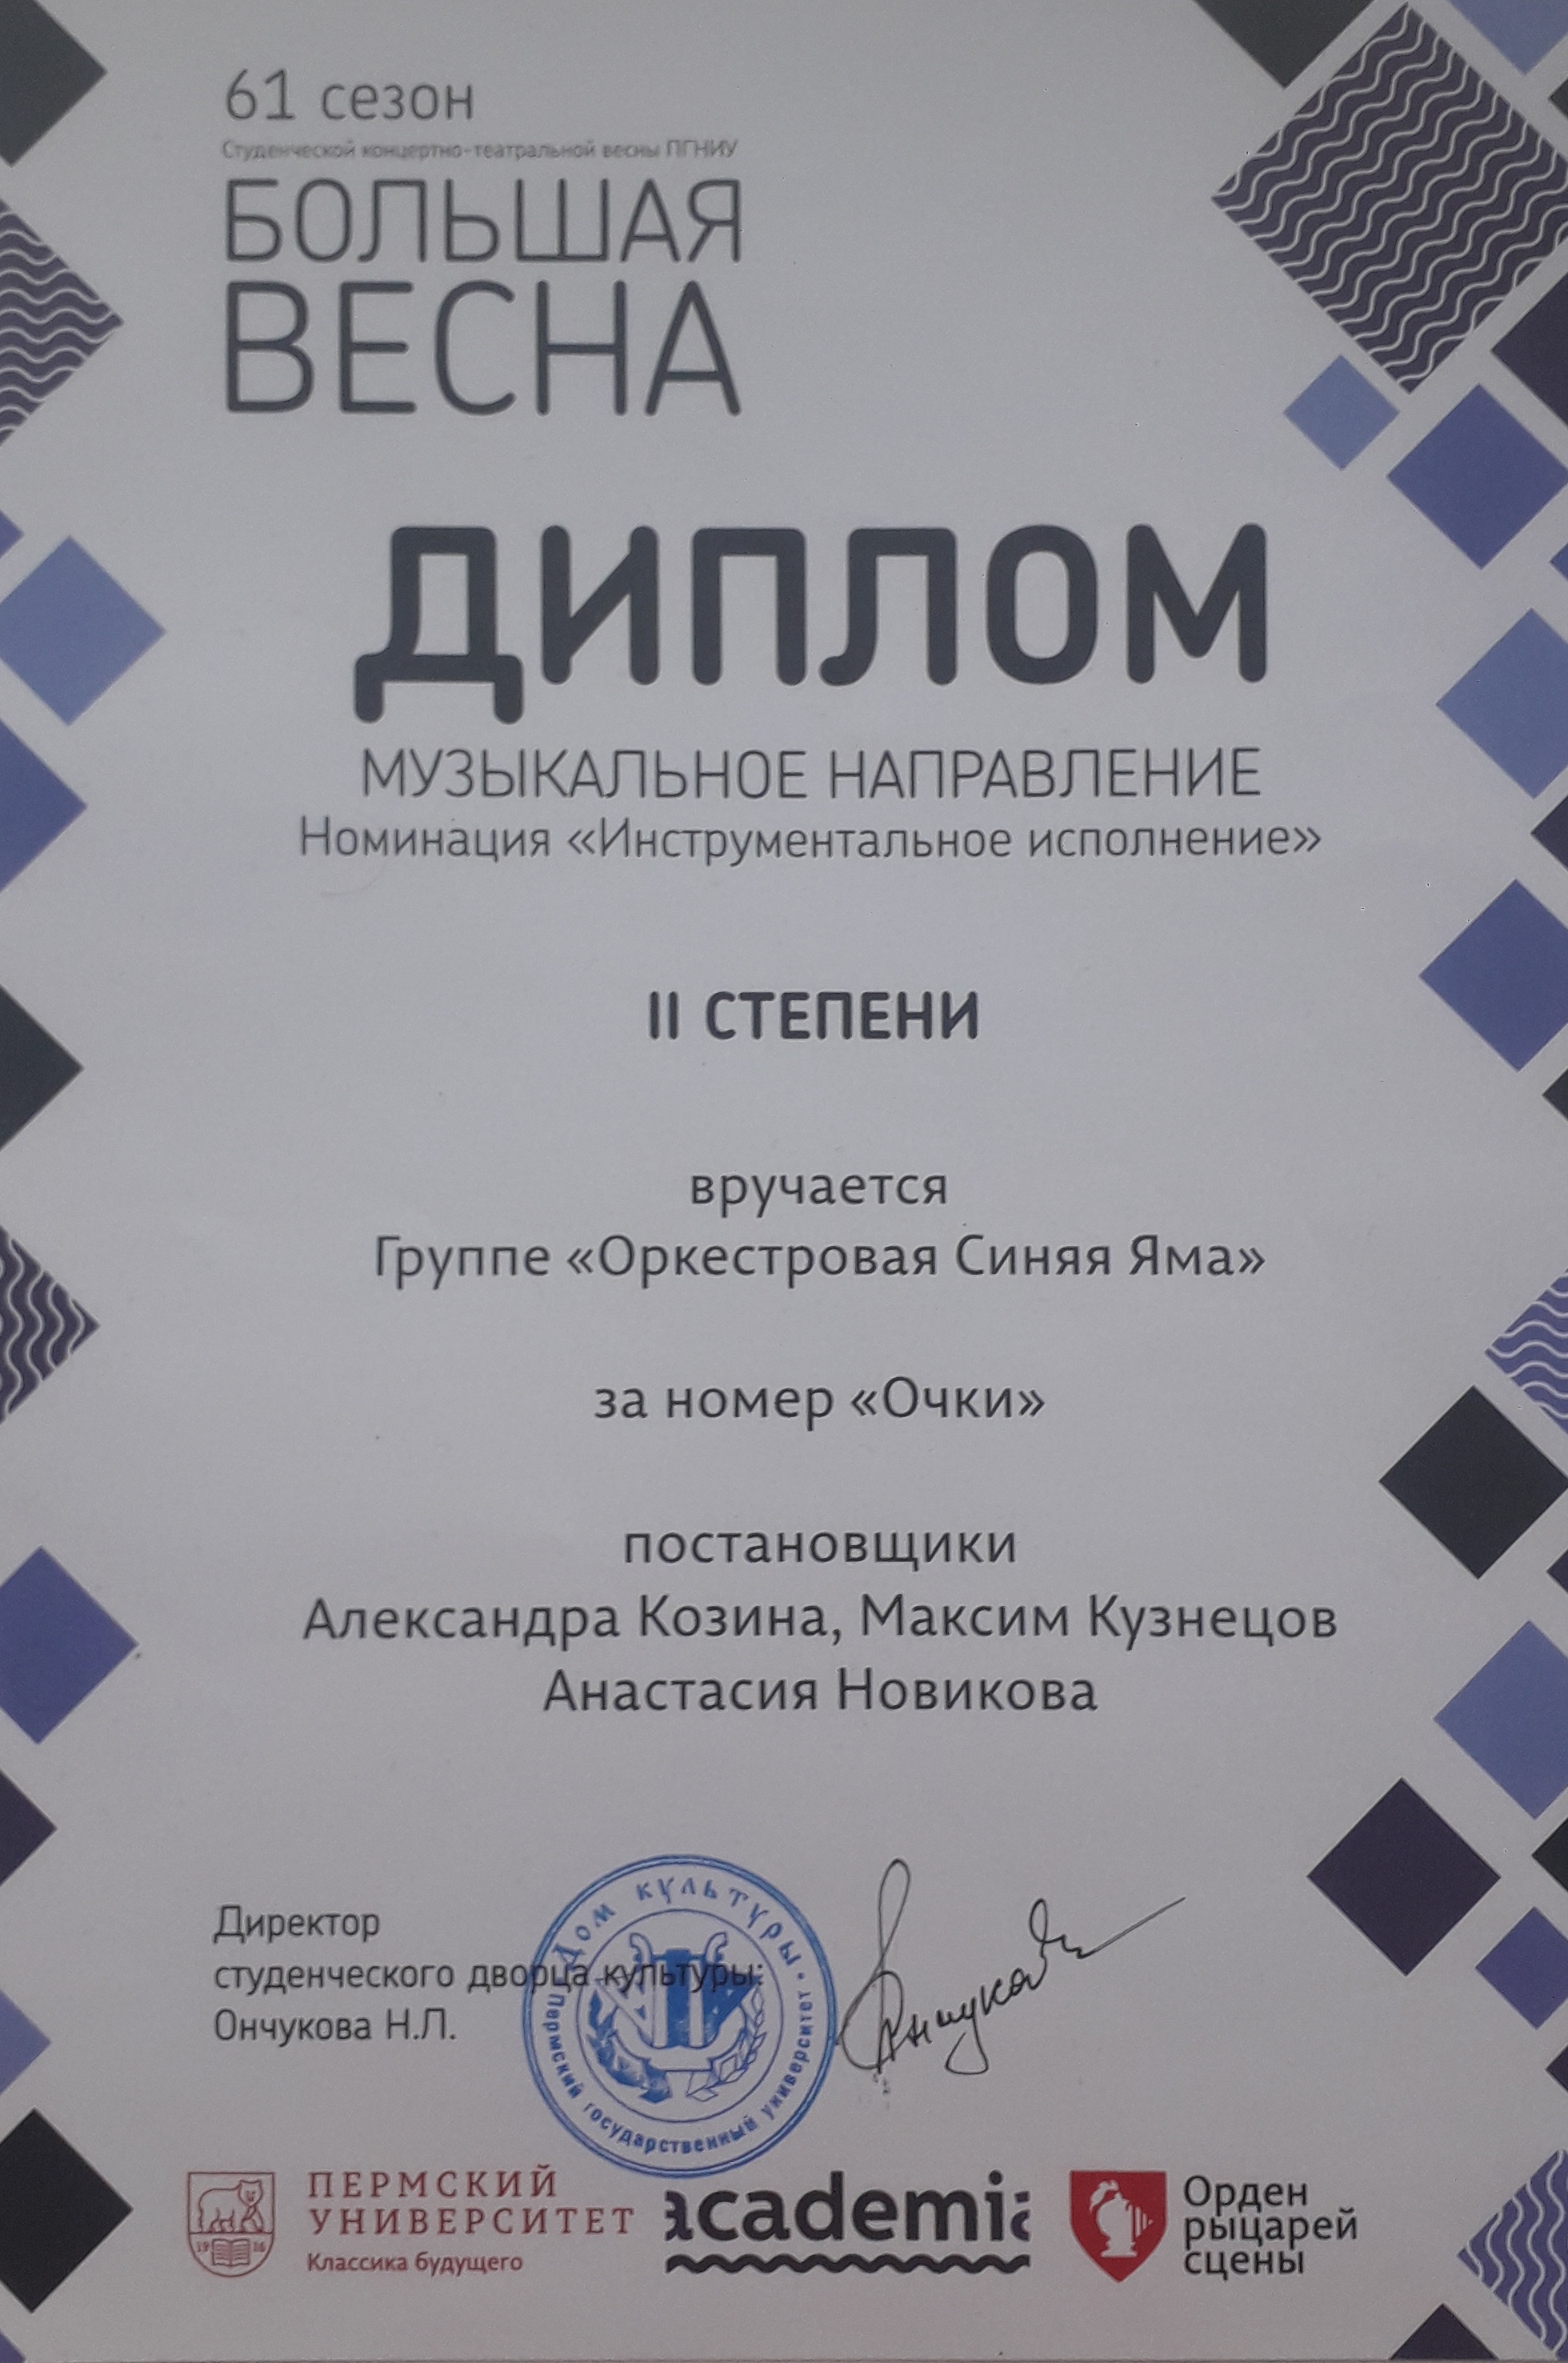 61 сезон
Студенческой концертно-театральной весны ПГНИУ
БОЛЬШАЯ
ВЕСНА
ДИПЛОМ
МУЗЫКАЛЬНОЕ НАПРАВЛЕНИЕ
Номинация «Инструментальное исполнение»
II СТЕПЕНИ
вручается
Группе «Оркестровая Синяя Яма»
за номер «Очки»
постановщики
Александра Козина, Максим Кузнецов
Анастасия Новикова
Директор
студенческого дворца культуры:
Ончукова Н.Л.
Дом культуры
Пермский государственный университет
ПЕРМСКИЙ
УНИВЕРСИТЕТ
Классика будущего
1916
academia
Орден
рыцарей
сцены